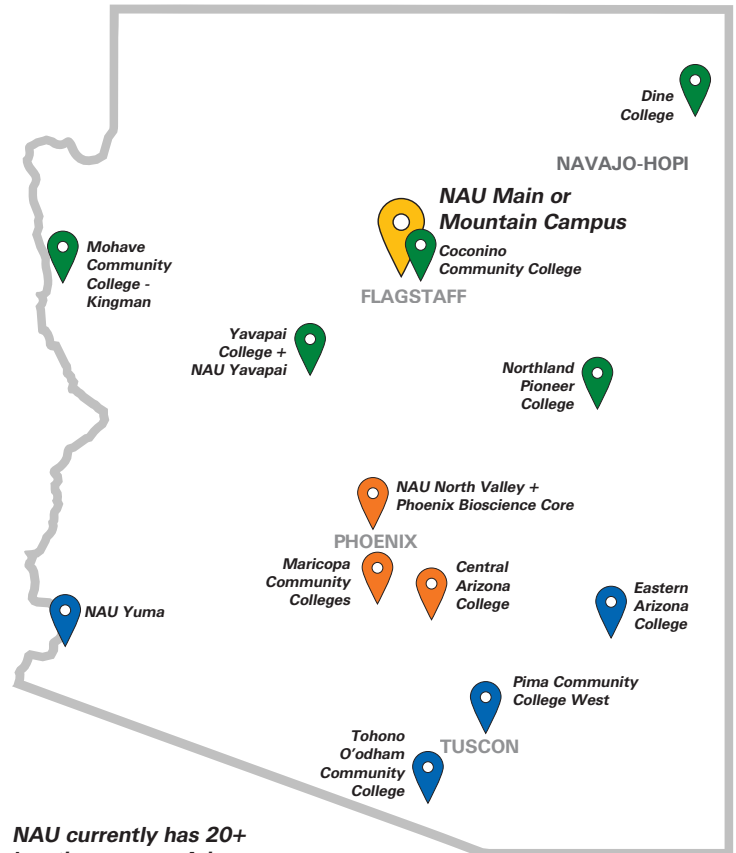 Dine
College
NAVAJO-HOPI
NAU Main or
Mountain Campus
Coconino
Community College
FLAGSTAFF
Mohave
Community
College -
Kingman
Yavapai
College +
NAU Yavapai
Northland
Pioneer
College
NAU North Valley +
Phoenix Bioscience Core
PHOENIX
Maricopa
Community
Colleges
Central
Arizona
College
NAU Yuma
Eastern
Arizona
College
Pima Community
College West
TUSCON
Tohono
O'odham
Community
College
NAU currently has 20+